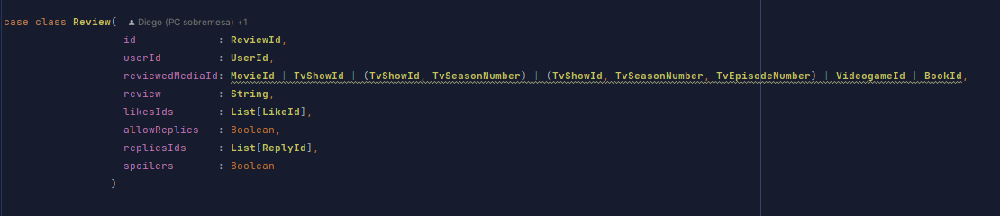 case class Review( Diego (PC sobremesa) +1
id : ReviewId,
userId : UserId,
reviewedMediaId: MovieId | TvShowId | (TvShowId, TvSeasonNumber) | (TvShowId, TvSeasonNumber, TvEpisodeNumber) | VideogameId | BookId,
review : String,
likesIds : List[LikeId],
allowReplies : Boolean,
repliesIds : List[ReplyId],
spoilers : Boolean
)